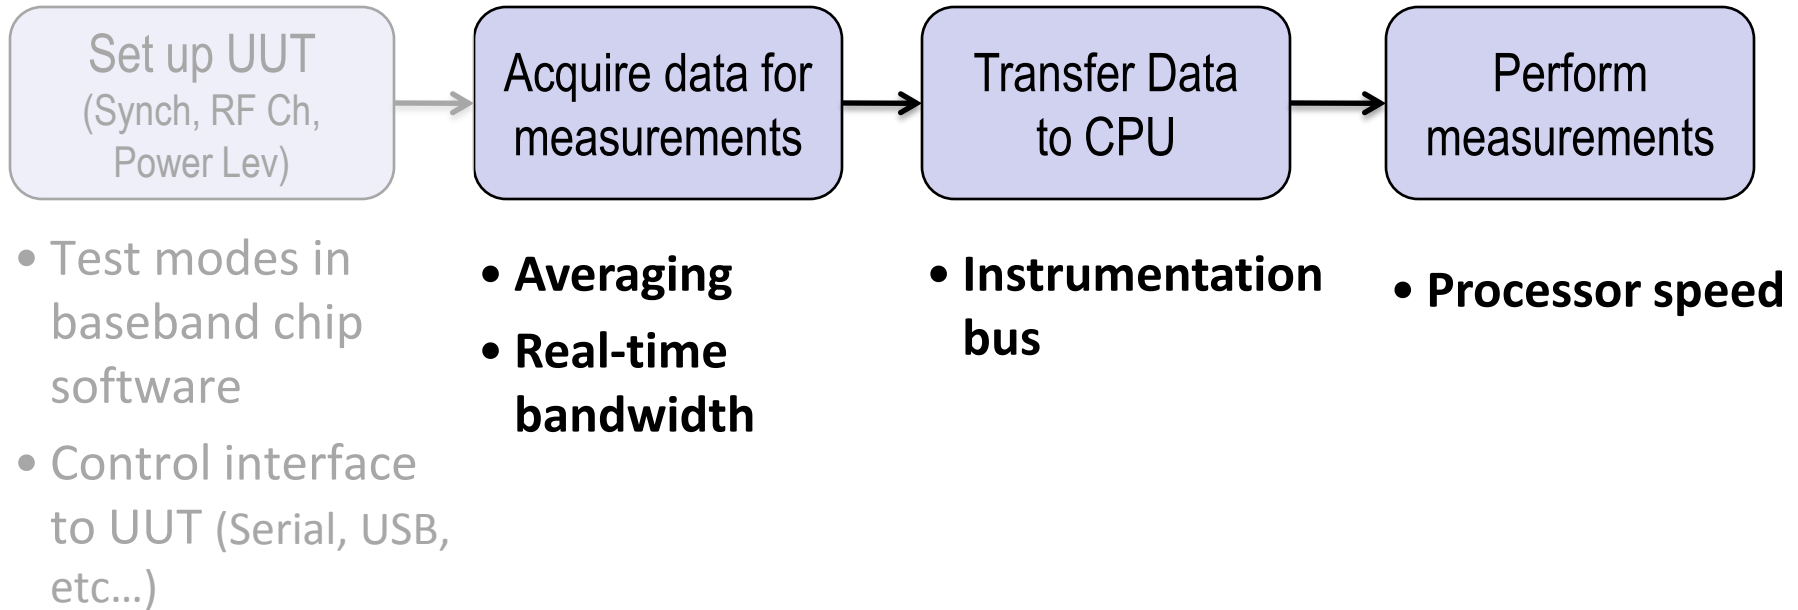 Set up UUT
(Synch, RF Ch,
Power Lev)
Acquire data for
measurements
Transfer Data
to CPU
Perform
measurements
• Test modes in
baseband chip
software
• Control interface
to UUT (Serial, USB,
etc...)
• Averaging
• Real-time
bandwidth
• Instrumentation
bus
• Processor speed